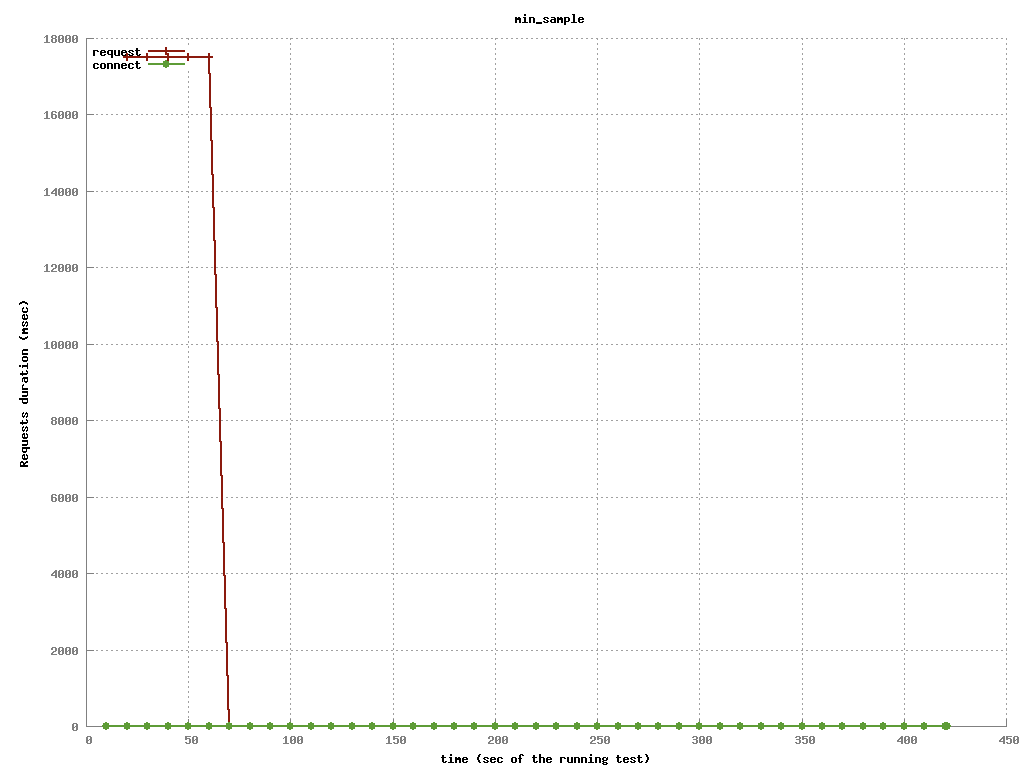 min_sample
18000
16000
14000
12000
10000
8000
6000
4000
2000
0
request
connect
Requests duration (msec)
0 50 100 150 200 250 300 350 400 450
time (sec of the running test)